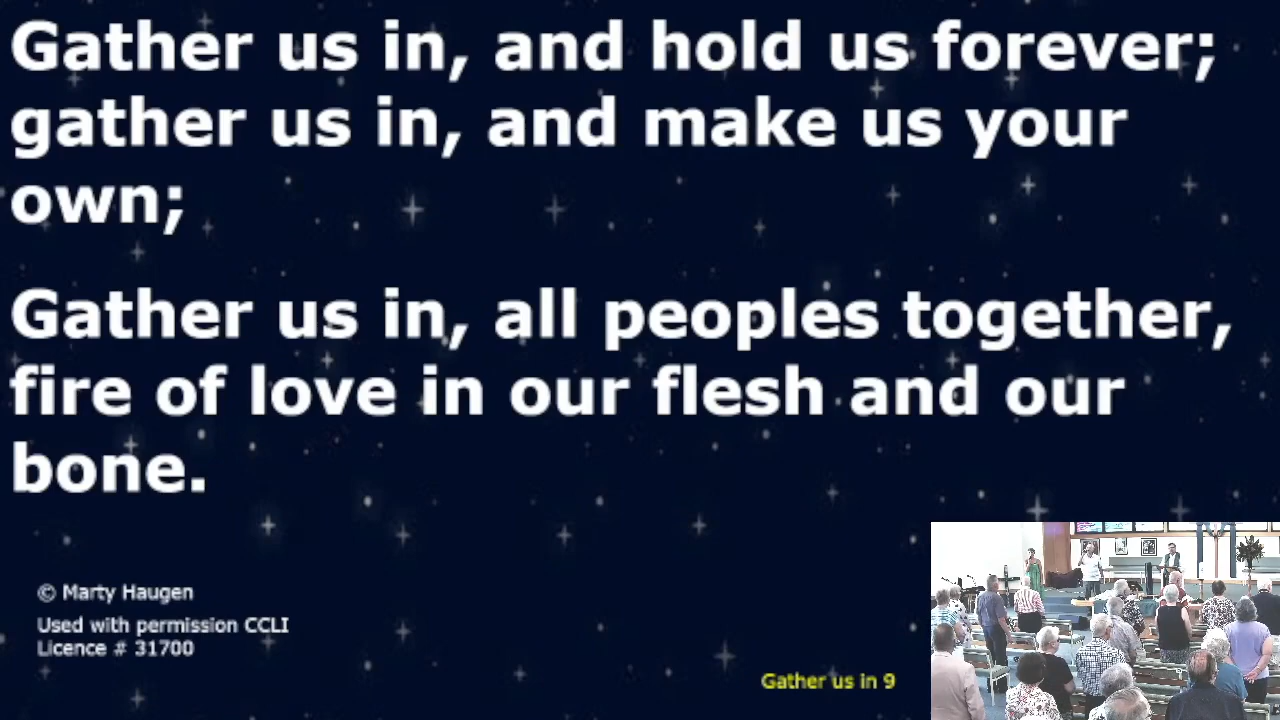 Gather us in, and hold us forever;
gather us in, and make us your
own;
Gather us in, all peoples together,
fire of love in our flesh and our
bone.
© Marty Haugen
Used with permission CCLI
Licence # 31700
Gather us in 9